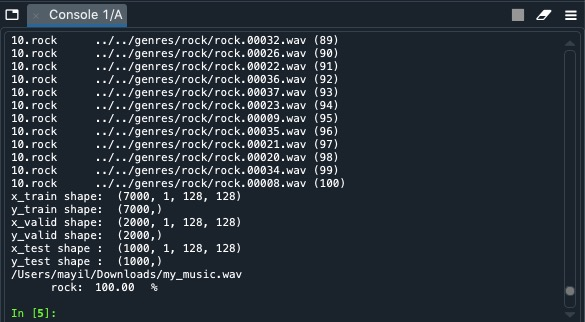 Console 1/A
10.rock     ../../genres/rock/rock.00032.wav (89)
10.rock     ../../genres/rock/rock.00026.wav (90)
10.rock     ../../genres/rock/rock.00022.wav (91)
10.rock     ../../genres/rock/rock.00036.wav (92)
10.rock     ../../genres/rock/rock.00037.wav (93)
10.rock     ../../genres/rock/rock.00023.wav (94)
10.rock     ../../genres/rock/rock.00009.wav (95)
10.rock     ../../genres/rock/rock.00035.wav (96)
10.rock     ../../genres/rock/rock.00021.wav (97)
10.rock     ../../genres/rock/rock.00020.wav (98)
10.rock     ../../genres/rock/rock.00034.wav (99)
10.rock     ../../genres/rock/rock.00008.wav (100)
x_train shape:  (7000, 1, 128, 128)
y_train shape:  (7000,)
x_valid shape:  (2000, 1, 128, 128)
y_valid shape:  (2000,)
x_test shape :  (1000, 1, 128, 128)
y_test shape :  (1000,)
/Users/mayil/Downloads/my_music.wav
      rock:  100.00   %
In [5]: